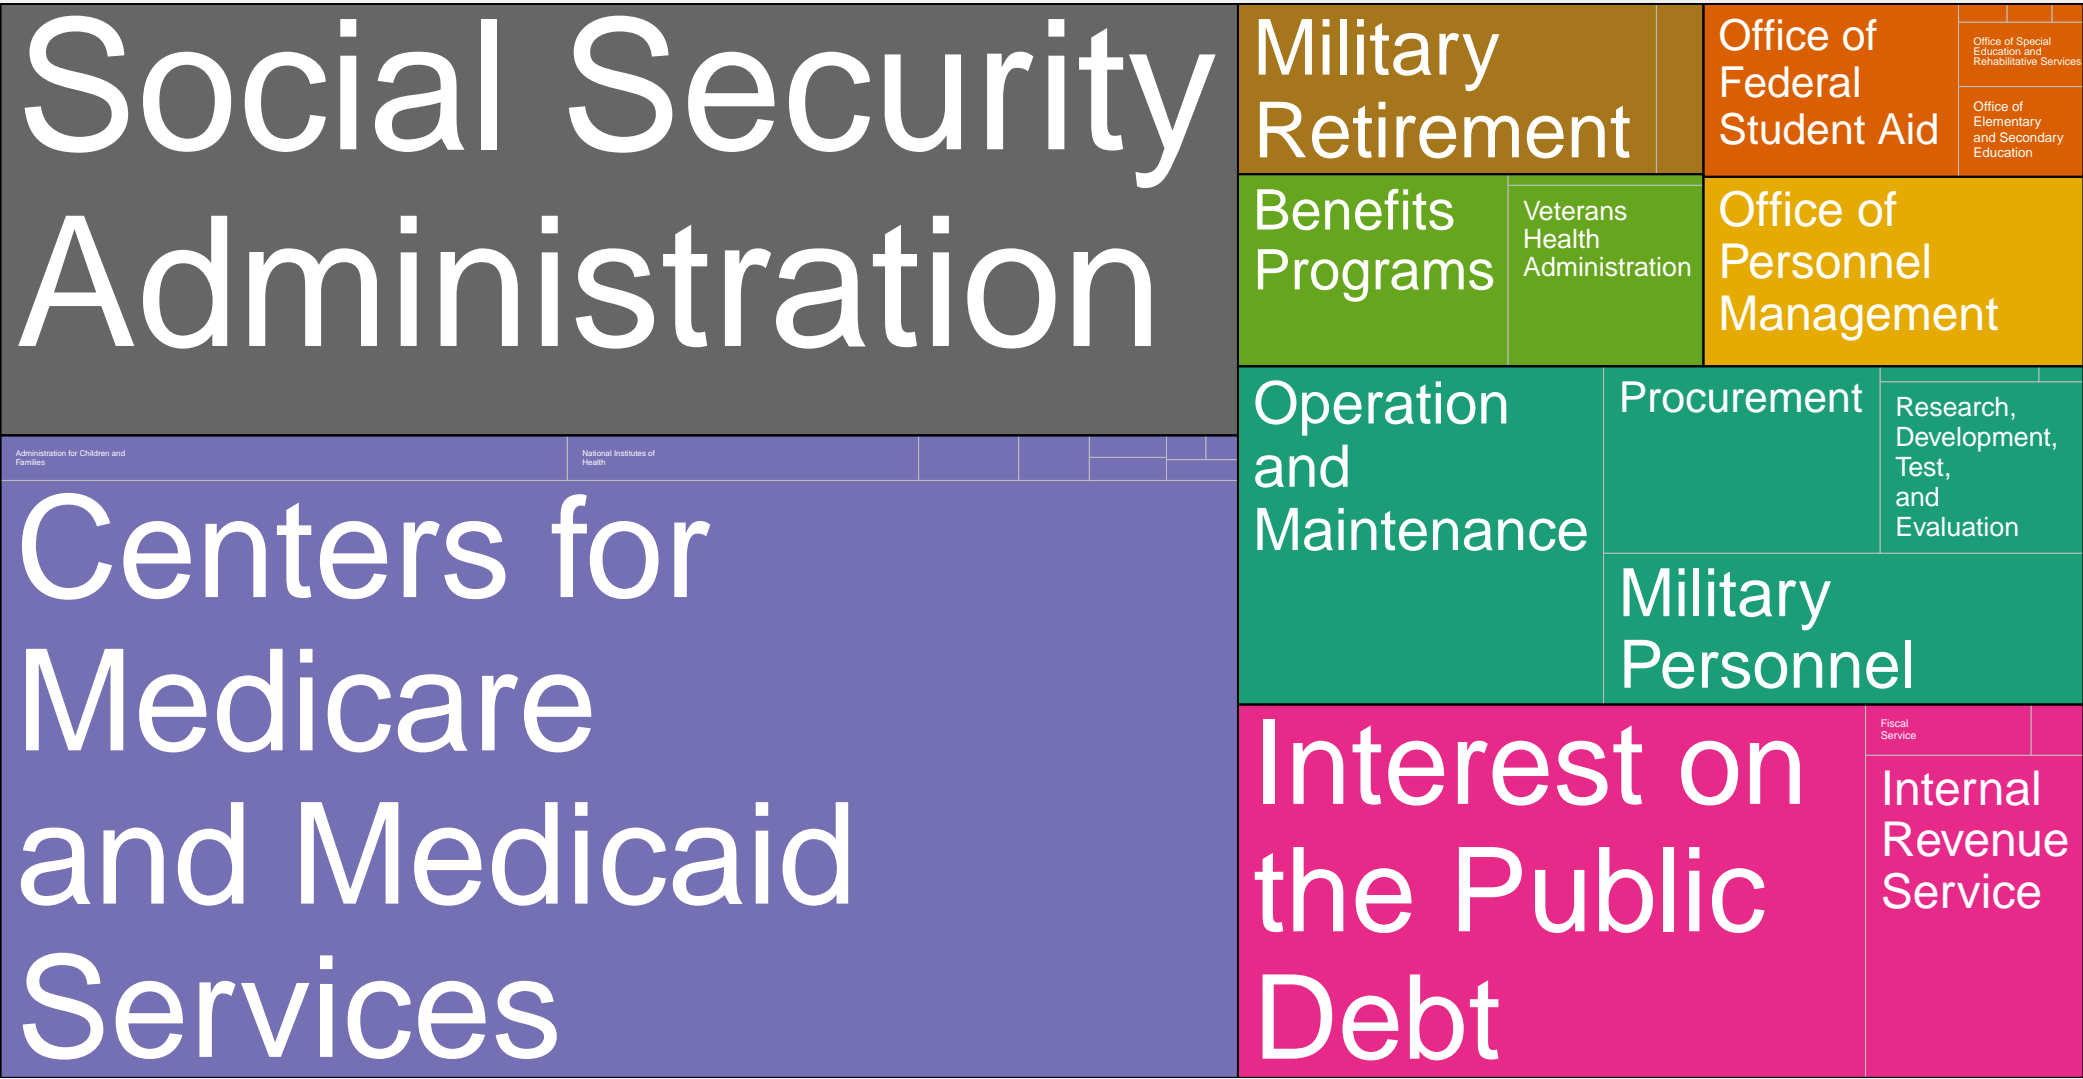 Social Security
Administration
Military
Retirement
Office of
Federal
Student Aid
Office of Special
Education and
Rehabilitative Services
Office of
Elementary
and Secondary
Education
Benefits
Programs
Veterans
Health
Administration
Office of
Personnel
Management
Operation
and
Maintenance
Procurement
Research,
Development,
Test,
and
Evaluation
Military
Personnel
Administration for Children and
Families
National Institutes of
Health
Centers for
Medicare
and Medicaid
Services
Interest on
the Public
Debt
Fiscal
Service
Internal
Revenue
Service